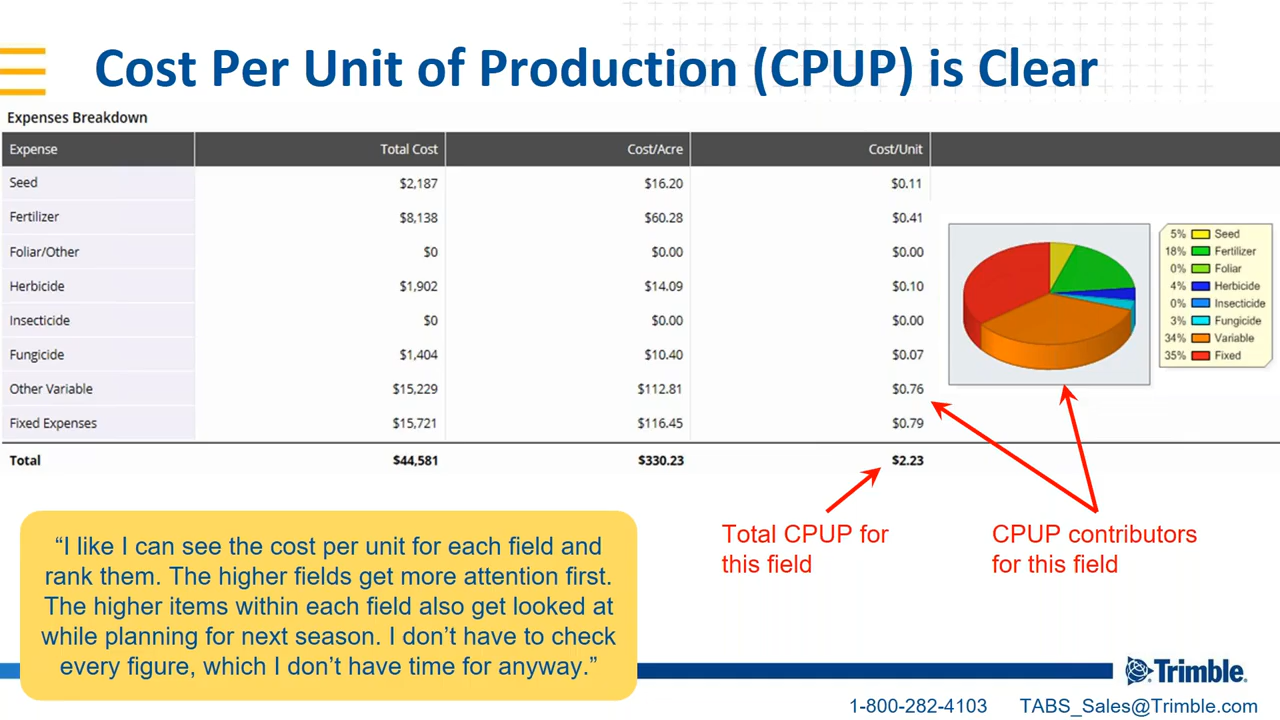 Cost Per Unit of Production (CPUP) is Clear
Expenses Breakdown
Expense Total Cost Cost/Acre Cost/Unit
Seed $2,187 $16.20 $0.11
Fertilizer $8,138 $60.28 $0.41
Foliar/Other $0 $0.00 $0.00
Herbicide $1,902 $14.09 $0.10
Insecticide $0 $0.00 $0.00
Fungicide $1,404 $10.40 $0.07
Other Variable $15,229 $112.81 $0.76
Fixed Expenses $15,721 $116.45 $0.79
Total $44,581 $330.23 $2.23
5% Seed
18% Fertilizer
0% Foliar
4% Herbicide
0% Insecticide
3% Fungicide
34% Variable
35% Fixed
Total CPUP for
this field
CPUP contributors
for this field
“I like I can see the cost per unit for each field and
rank them. The higher fields get more attention first.
The higher items within each field also get looked at
while planning for next season. I don’t have to check
every figure, which I don’t have time for anyway.”
Trimble
1-800-282-4103 TABS_Sales@Trimble.com